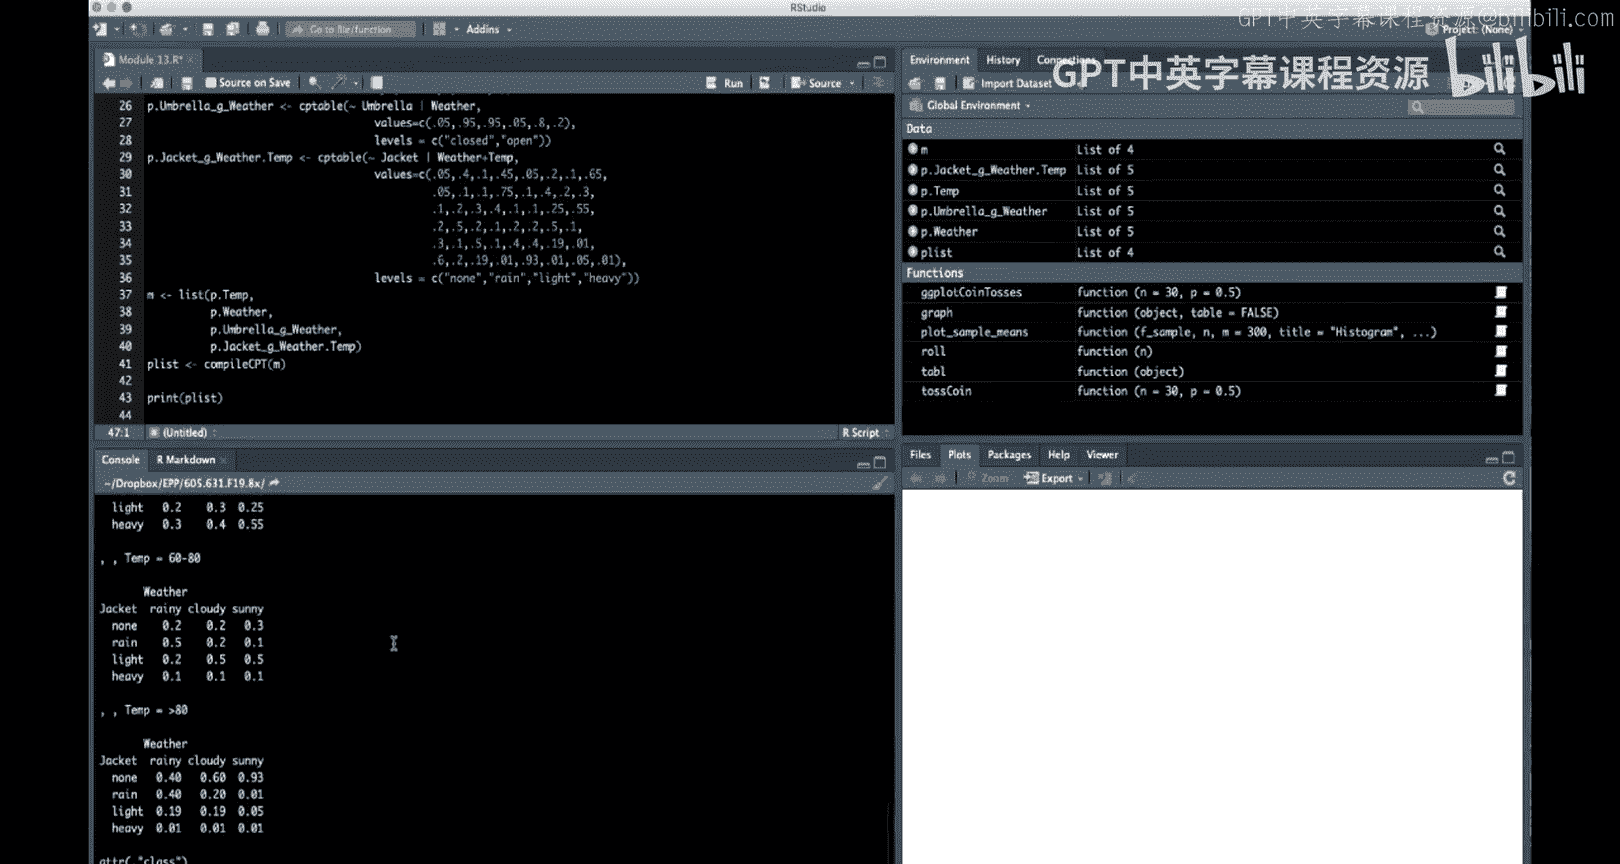 RStudio
GPT中英字幕课程资源@bilibili.com
Go to file/function
Addins
Project: (None)
GPT中英字幕课程资源 bilibili
Module 13.R*
Source on Save
Run
Source
26 p.Umbrella_g_Weather <- cptable(~ Umbrella | Weather,
27 values=c(.05,.95,.95,.05,.8,.2),
28 levels = c("closed","open"))
29 p.Jacket_g_Weather.Temp <- cptable(~ Jacket | Weather+Temp,
30 values=c(.05,.4,.1,.45,.05,.2,.1,.65,
31 .05,.1,.1,.75,.1,.4,.2,.3,
32 .1,.2,.3,.4,.1,.1,.25,.55,
33 .2,.5,.2,.1,.2,.2,.5,.1,
34 .3,.1,.5,.1,.4,.4,.19,.01,
35 .6,.2,.19,.01,.93,.01,.05,.01),
36 levels = c("none","rain","light","heavy"))
37 m <- list(p.Temp,
38 p.Weather,
39 p.Umbrella_g_Weather,
40 p.Jacket_g_Weather.Temp)
41 plist <- compileCPT(m)
42
43 print(plist)
44
47:1 (Untitled) R Script
Console R Markdown
~/Dropbox/EPP/605.631.F19.8x/
light 0.2 0.3 0.25
heavy 0.3 0.4 0.55
, , Temp = 60-80
Weather
Jacket rainy cloudy sunny
none 0.2 0.2 0.3
rain 0.5 0.2 0.1
light 0.2 0.5 0.5
heavy 0.1 0.1 0.1
, , Temp = >80
Weather
Jacket rainy cloudy sunny
none 0.40 0.60 0.93
rain 0.40 0.20 0.01
light 0.19 0.19 0.05
heavy 0.01 0.01 0.01
attr(,"class")
Environment History Connections
Import Dataset
Global Environment
Data
m List of 4
p.Jacket_g_Weather.Temp List of 5
p.Temp List of 5
p.Umbrella_g_Weather List of 5
p.Weather List of 5
plist List of 4
Functions
ggplotCoinTosses function (n = 30, p = 0.5)
graph function (object, table = FALSE)
plot_sample_means function (f_sample, n, m = 300, title = "Histogram", ...)
roll function (n)
tabl function (object)
tossCoin function (n = 30, p = 0.5)
Files Plots Packages Help Viewer
Zoom Export